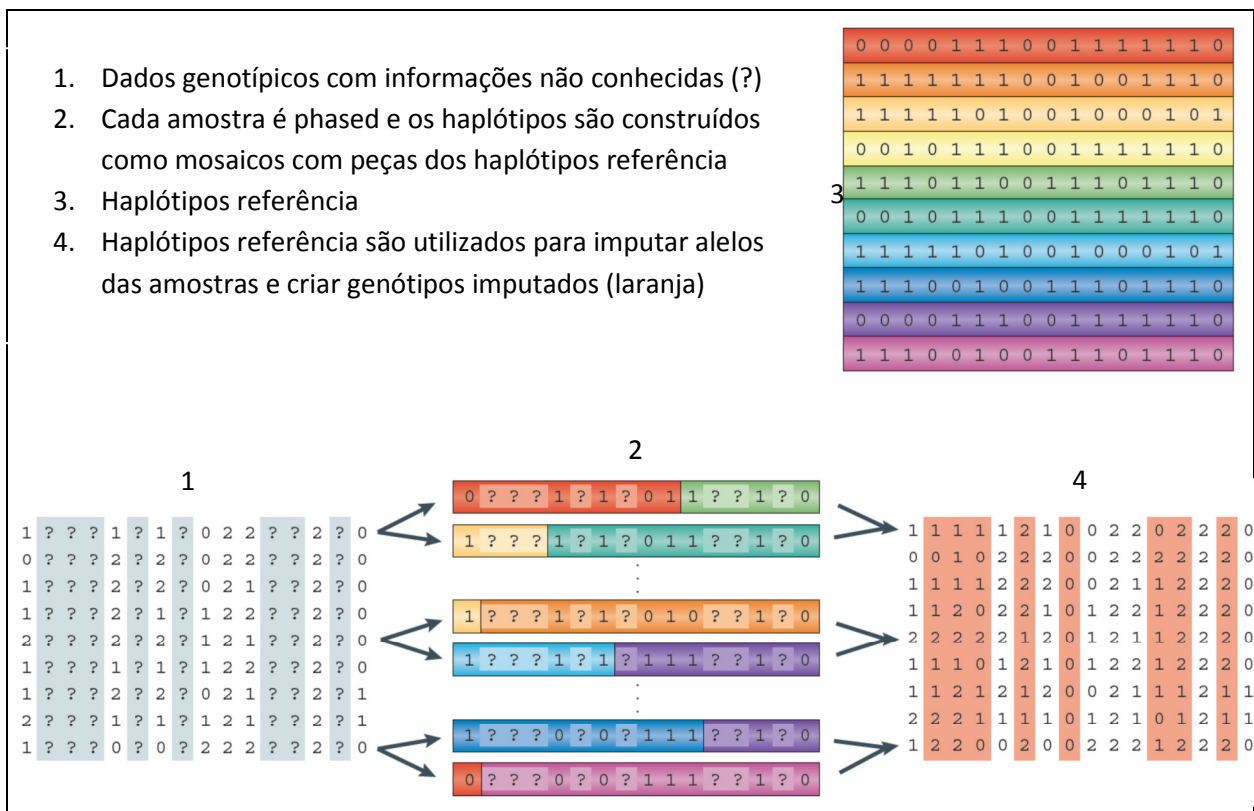 1. Dados genotípicos com informações não conhecidas (?)
2. Cada amostra é phased e os haplótipos são construídos
como mosaicos com peças dos haplótipos referência
3. Haplótipos referência
4. Haplótipos referência são utilizados para imputar alelos
das amostras e criar genótipos imputados (laranja)
3
0 0 0 0 1 1 1 0 0 1 1 1 1 1 1 0
1 1 1 1 1 1 1 0 0 1 0 0 1 1 1 0
1 1 1 1 1 0 1 0 0 1 0 0 0 1 0 1
0 0 1 0 1 1 1 0 0 1 1 1 1 1 1 0
1 1 1 0 1 1 0 0 1 1 1 0 1 1 1 0
0 0 1 0 1 1 1 0 0 1 1 1 1 1 1 0
1 1 1 1 1 0 1 0 0 1 0 0 0 1 0 1
1 1 1 0 0 1 0 0 1 1 1 0 1 1 1 0
0 0 0 0 1 1 1 0 0 1 1 1 1 1 1 0
1 1 1 0 0 1 0 0 1 1 1 0 1 1 1 0
1
1 ? ? ? 1 ? 1 ? 0 2 2 ? ? 2 ? 0
0 ? ? ? 2 ? 2 ? 0 2 2 ? ? 2 ? 0
1 ? ? ? 2 ? 2 ? 0 2 1 ? ? 2 ? 0
1 ? ? ? 2 ? 1 ? 1 2 2 ? ? 2 ? 0
2 ? ? ? 2 ? 2 ? 1 2 1 ? ? 2 ? 0
1 ? ? ? 1 ? 1 ? 1 2 2 ? ? 2 ? 0
1 ? ? ? 2 ? 2 ? 0 2 1 ? ? 2 ? 1
2 ? ? ? 1 ? 1 ? 1 2 1 ? ? 2 ? 1
1 ? ? ? 0 ? 0 ? 2 2 2 ? ? 2 ? 0
2
0 ? ? ? 1 ? 1 ? 0 1 1 ? ? 1 ? 0
1 ? ? ? 1 ? 1 ? 0 1 1 ? ? 1 ? 0
1 ? ? ? 1 ? 1 ? 0 1 0 ? ? 1 ? 0
1 ? ? ? 1 ? 1 ? 1 1 1 ? ? 1 ? 0
1 ? ? ? 0 ? 0 ? 1 1 1 ? ? 1 ? 0
0 ? ? ? 0 ? 0 ? 1 1 1 ? ? 1 ? 0
4
1 1 1 1 1 2 1 0 0 2 2 0 2 2 2 0
0 0 1 0 2 2 2 0 0 2 2 2 2 2 2 0
1 1 1 1 2 2 2 0 0 2 1 1 2 2 2 0
1 1 2 0 2 2 1 0 1 2 2 1 2 2 2 0
2 2 2 2 2 1 2 0 1 2 1 1 2 2 2 0
1 1 1 0 1 2 1 0 1 2 2 1 2 2 2 0
1 1 2 1 2 1 2 0 0 2 1 1 1 2 1 1
2 2 2 1 1 1 1 0 1 2 1 0 1 2 1 1
1 2 2 0 0 2 0 0 2 2 2 1 2 2 2 0